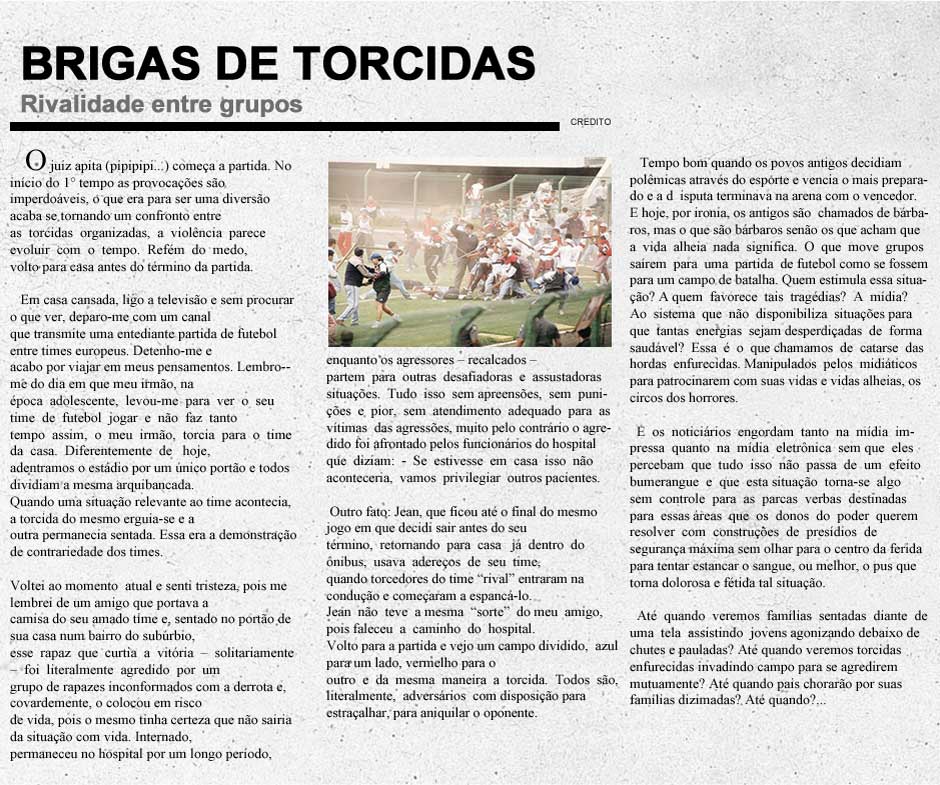 BRIGAS DE TORCIDAS
Rivalidade entre grupos
CREDITO
O juiz apita (pipipipi...) começa a partida. No
início do 1° tempo as provocações são
imperdoáveis, o que era para ser uma diversão
acaba se tornando um confronto entre
as torcidas organizadas, a violência parece
evoluir com o tempo. Refém do medo,
volto para casa antes do término da partida.
Em casa cansada, ligo a televisão e sem procurar
o que ver, deparo-me com um canal
que transmite uma entediante partida de futebol
entre times europeus. Detenho-me e
acabo por viajar em meus pensamentos. Lembro--
me do dia em que meu irmão, na
época adolescente, levou-me para ver o seu
time de futebol jogar e não faz tanto
tempo assim, o meu irmão, torcia para o time
da casa. Diferentemente de hoje,
adentramos o estádio por um único portão e todos
dividiam a mesma arquibancada.
Quando uma situação relevante ao time acontecia,
a torcida do mesmo erguia-se e a
outra permanecia sentada. Essa era a demonstração
de contrariedade dos times.
Voltei ao momento atual e senti tristeza, pois me
lembrei de um amigo que portava a
camisa do seu amado time e, sentado no portão de
sua casa num bairro do subúrbio,
esse rapaz que curtia a vitória – solitariamente
– foi literalmente agredido por um
grupo de rapazes inconformados com a derrota e,
covardemente, o colocou em risco
de vida, pois o mesmo tinha certeza que não sairia
da situação com vida. Internado,
permaneceu no hospital por um longo período,
enquanto os agressores – recalcados –
partem para outras desafiadoras e assustadoras
situações. Tudo isso sem apreensões, sem puni-
ções e pior, sem atendimento adequado para as
vítimas das agressões, muito pelo contrário o agre-
dido foi afrontado pelos funcionários do hospital
que diziam: - Se estivesse em casa isso não
aconteceria, vamos privilegiar outros pacientes.
Outro fato: Jean, que ficou até o final do mesmo
jogo em que decidi sair antes do seu
término, retornando para casa já dentro do
ônibus, usava adereços de seu time,
quando torcedores do time “rival” entraram na
condução e começaram a espancá-lo.
Jean não teve a mesma “sorte” do meu amigo,
pois faleceu a caminho do hospital.
Volto para a partida e vejo um campo dividido, azul
para um lado, vermelho para o
outro e da mesma maneira a torcida. Todos são,
literalmente, adversários com disposição para
estraçalhar, para aniquilar o oponente.
Tempo bom quando os povos antigos decidiam
polêmicas através do esporte e vencia o mais prepara-
do e a d isputa terminava na arena com o vencedor.
E hoje, por ironia, os antigos são chamados de bárba-
ros, mas o que são bárbaros senão os que acham que
a vida alheia nada significa. O que move grupos
saírem para uma partida de futebol como se fossem
para um campo de batalha. Quem estimula essa situa-
ção? A quem favorece tais tragédias? A mídia?
Ao sistema que não disponibiliza situações para
que tantas energias sejam desperdiçadas de forma
saudável? Essa é o que chamamos de catarse das
hordas enfurecidas. Manipulados pelos midiáticos
para patrocinarem com suas vidas e vidas alheias, os
circos dos horrores.
E os noticiários engordam tanto na mídia im-
pressa quanto na mídia eletrônica sem que eles
percebam que tudo isso não passa de um efeito
bumerangue e que esta situação torna-se algo
sem controle para as parcas verbas destinadas
para essas áreas que os donos do poder querem
resolver com construções de presídios de
segurança máxima sem olhar para o centro da ferida
para tentar estancar o sangue, ou melhor, o pus que
torna dolorosa e fétida tal situação.
Até quando veremos famílias sentadas diante de
uma tela assistindo jovens agonizando debaixo de
chutes e pauladas? Até quando veremos torcidas
enfurecidas invadindo campo para se agredirem
mutuamente? Até quando pais chorarão por suas
famílias dizimadas? Até quando?...